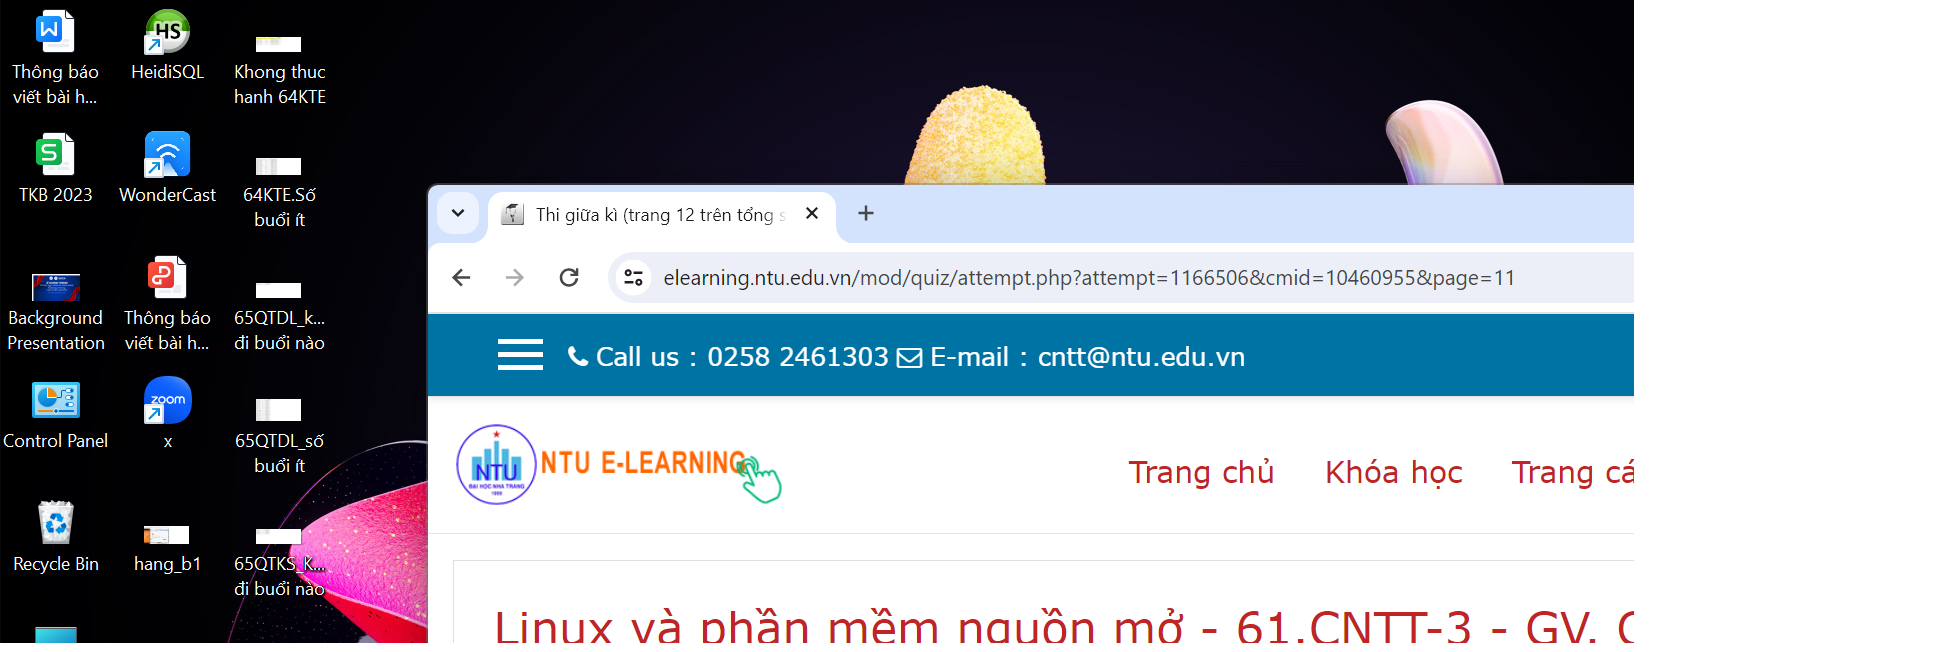 Thông báo
viết bài h...
HeidiSQL
Khong thuc
hanh 64KTE
TKB 2023
WonderCast
64KTE.Số
buổi ít
Background
Presentation
Thông báo
viết bài h...
65QTDL_k...
đi buổi nào
Control Panel
zoom
x
65QTDL_số
buổi ít
Recycle Bin
hang_b1
65QTKS_K...
đi buổi nào
Thi giữa kì (trang 12 trên tổng s
elearning.ntu.edu.vn/mod/quiz/attempt.php?attempt=1166506&cmid=10460955&page=11
Call us : 0258 2461303 E-mail : cntt@ntu.edu.vn
NTU
ĐẠI HỌC NHA TRANG
1959
NTU E-LEARNING
Trang chủ Khóa học Trang cá
Linux và phần mềm nguồn mở - 61.CNTT-3 - GV.